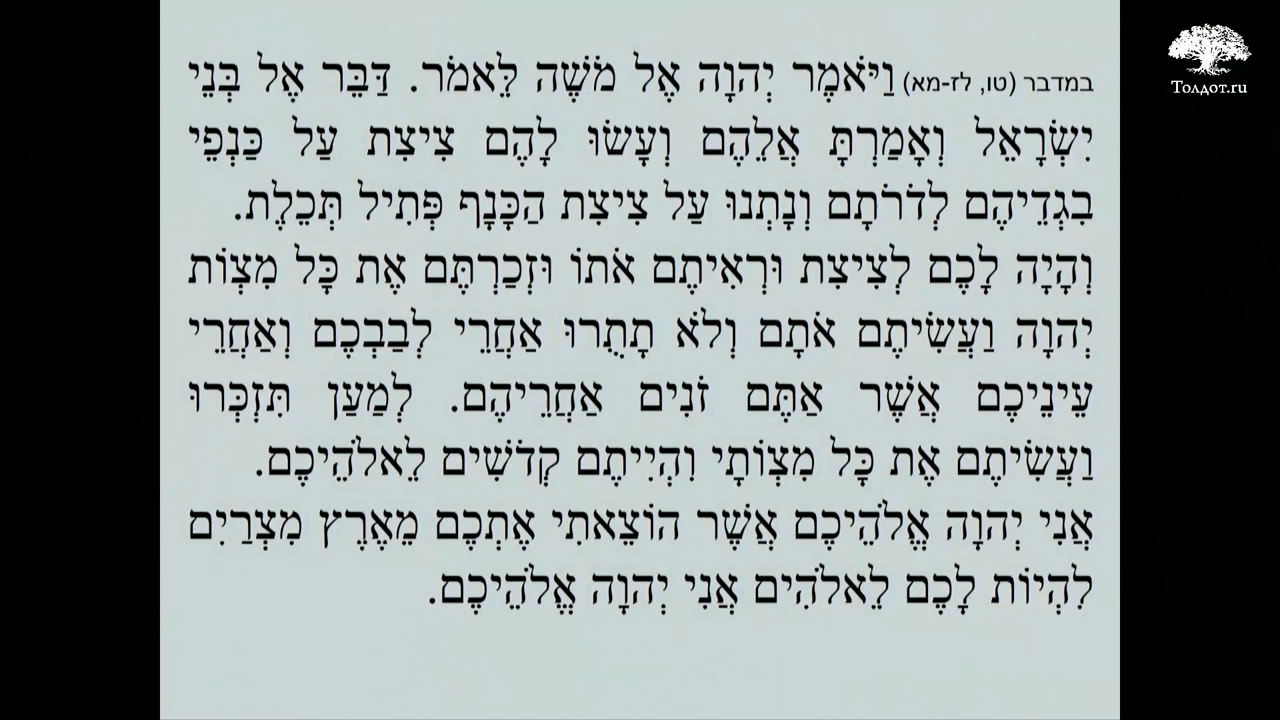 במדבר (טו, לז-מא) וַיֹּאמֶר יְהוָה אֶל מֹשֶׁה לֵּאמֹר. דַּבֵּר אֶל בְּנֵי
יִשְׂרָאֵל וְאָמַרְתָּ אֲלֵהֶם וְעָשׂוּ לָהֶם צִיצִת עַל כַּנְפֵי
בִגְדֵיהֶם לְדֹרֹתָם וְנָתְנוּ עַל צִיצִת הַכָּנָף פְּתִיל תְּכֵלֶת.
וְהָיָה לָכֶם לְצִיצִת וּרְאִיתֶם אֹתוֹ וּזְכַרְתֶּם אֶת כָּל מִצְוֹת
יְהוָה וַעֲשִׂיתֶם אֹתָם וְלֹא תָתֻרוּ אַחֲרֵי לְבַבְכֶם וְאַחֲרֵי
עֵינֵיכֶם אֲשֶׁר אַתֶּם זֹנִים אַחֲרֵיהֶם. לְמַעַן תִּזְכְּרוּ
וַעֲשִׂיתֶם אֶת כָּל מִצְוֹתָי וִהְיִיתֶם קְדֹשִׁים לֵאלֹהֵיכֶם.
אֲנִי יְהוָה אֱלֹהֵיכֶם אֲשֶׁר הוֹצֵאתִי אֶתְכֶם מֵאֶרֶץ מִצְרַיִם
לִהְיוֹת לָכֶם לֵאלֹהִים אֲנִי יְהוָה אֱלֹהֵיכֶם.
Толдот.ru